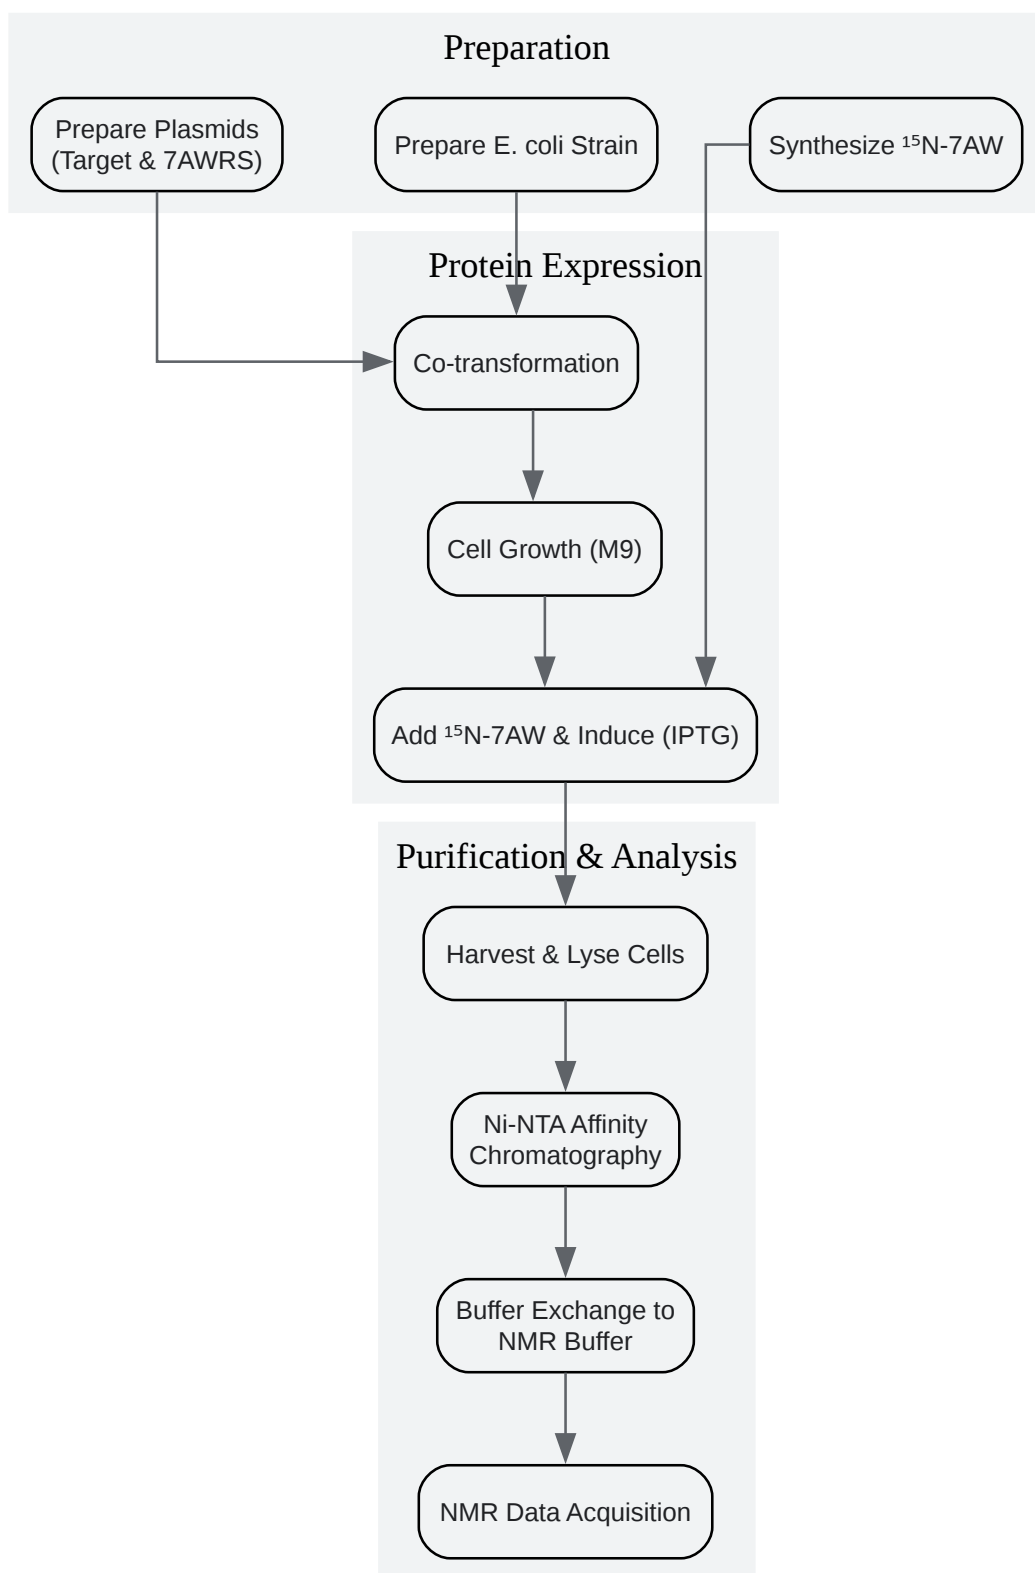 Preparation
Prepare Plasmids
(Target & 7AWRS)
Prepare E. coli Strain
Synthesize ¹⁵N-7AW
Protein Expression
Co-transformation
Cell Growth (M9)
Add ¹⁵N-7AW & Induce (IPTG)
Purification & Analysis
Harvest & Lyse Cells
Ni-NTA Affinity
Chromatography
Buffer Exchange to
NMR Buffer
NMR Data Acquisition